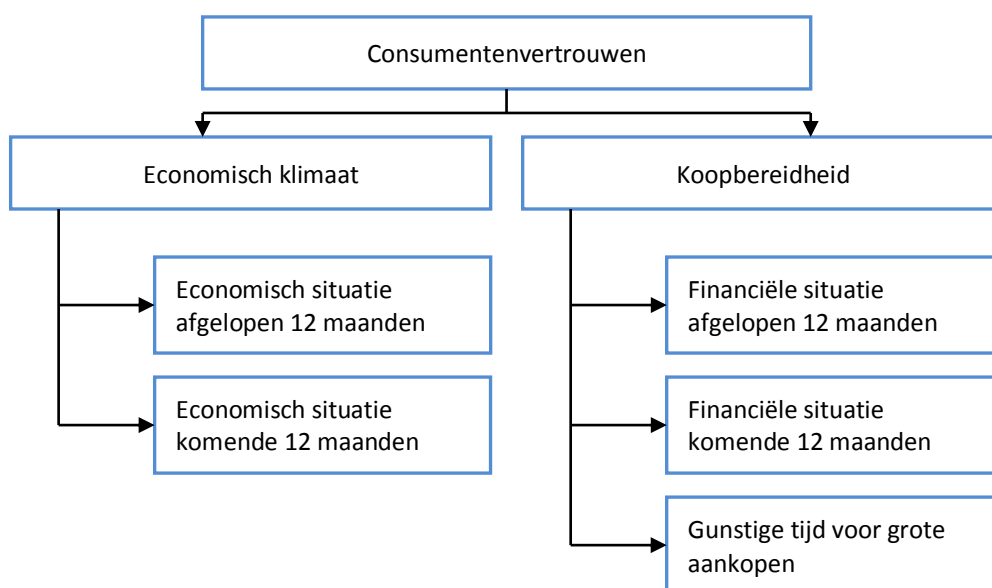 Consumentenvertrouwen
Economisch klimaat
Economisch situatie
afgelopen 12 maanden
Economisch situatie
komende 12 maanden
Koopbereidheid
Financiële situatie
afgelopen 12 maanden
Financiële situatie
komende 12 maanden
Gunstige tijd voor grote
aankopen